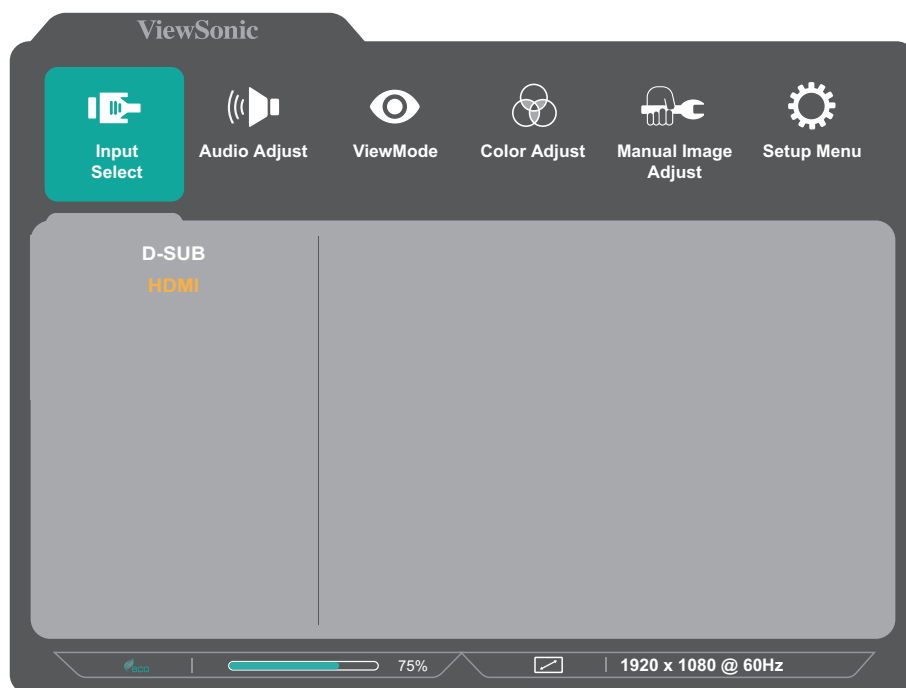 ViewSonic
Input Select
Audio Adjust
ViewMode
Color Adjust
Manual Image Adjust
Setup Menu
D-SUB
HDMI
75%
1920 x 1080 @ 60Hz